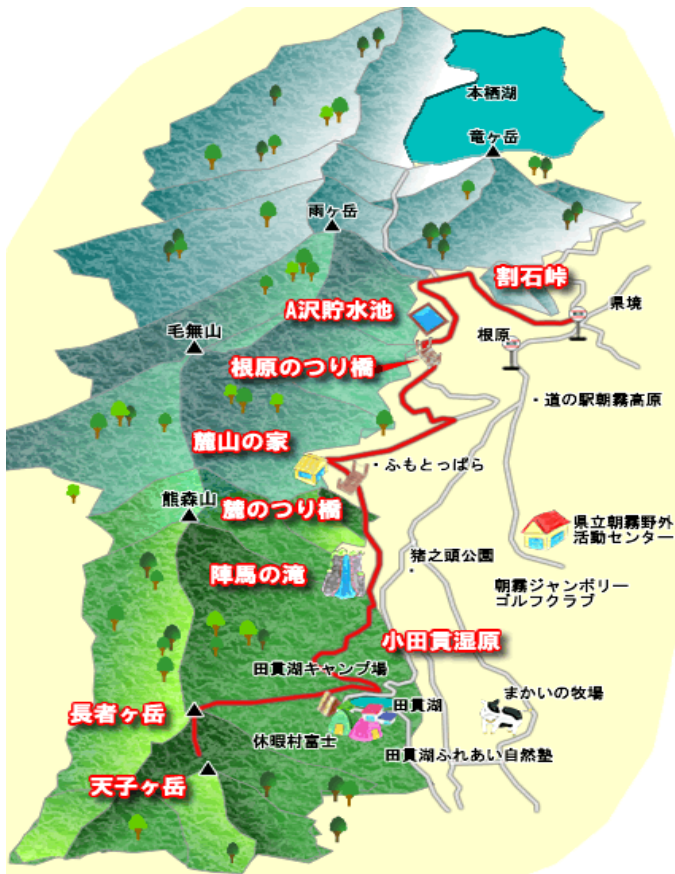 本栖湖
竜ヶ岳
雨ヶ岳
割石峠
A沢貯水池
県境
毛無山
根原
根原のつり橋
・道の駅朝霧高原
麓山の家
・ふもとっぱら
熊森山
麓のつり橋
県立朝霧野外
活動センター
猪之頭公園
陣馬の滝
朝霧ジャンボリー
ゴルフクラブ
小田貫湿原
田貫湖キャンプ場
まかいの牧場
長者ヶ岳
田貫湖
休暇村富士
田貫湖ふれあい自然塾
天子ヶ岳